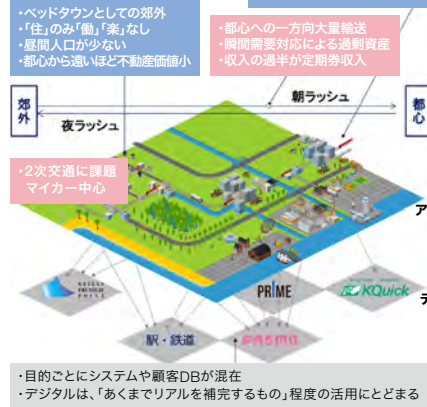 ・ベッドタウンとしての郊外
・「住」のみ「働」「楽」なし
・昼間人口が少ない
・都心から遠いほど不動産価値小
・都心への一方向大量輸送
・瞬間需要対応による過剰資産
・収入の過半が定期券収入
郊外
朝ラッシュ
都心
夜ラッシュ
・2次交通に課題
マイカー中心
ア
KEIKYU
PREMIER
POINT
PRIME
KQuick
デ
駅・鉄道
PASMO
・目的ごとにシステムや顧客DBが混在
・デジタルは、「あくまでリアルを補完するもの」程度の活用にとどまる